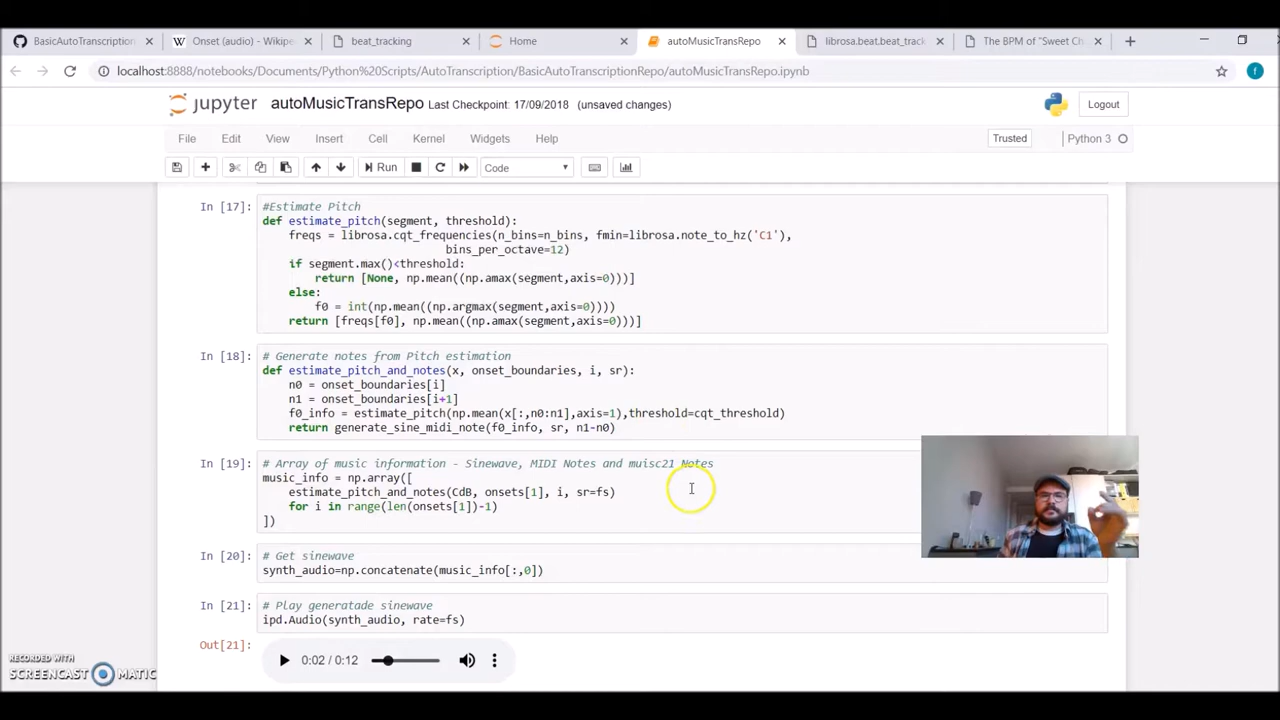 BasicAutoTranscription
Onset (audio) - Wikipe
beat_tracking
Home
autoMusicTransRepo
librosa.beat.beat_track
The BPM of "Sweet Ch
localhost:8888/notebooks/Documents/Python%20Scripts/AutoTranscription/BasicAutoTranscriptionRepo/autoMusicTransRepo.ipynb
f
jupyter autoMusicTransRepo Last Checkpoint: 17/09/2018 (unsaved changes)
Logout
File Edit View Insert Cell Kernel Widgets Help
Trusted
Python 3
Run
Code
In [17]:
#Estimate Pitch
def estimate_pitch(segment, threshold):
freqs = librosa.cqt_frequencies(n_bins=n_bins, fmin=librosa.note_to_hz('C1'),
bins_per_octave=12)
if segment.max()<threshold:
return [None, np.mean((np.amax(segment,axis=0)))]
else:
f0 = int(np.mean((np.argmax(segment,axis=0))))
return [freqs[f0], np.mean((np.amax(segment,axis=0)))]
In [18]:
# Generate notes from Pitch estimation
def estimate_pitch_and_notes(x, onset_boundaries, i, sr):
n0 = onset_boundaries[i]
n1 = onset_boundaries[i+1]
f0_info = estimate_pitch(np.mean(x[:,n0:n1],axis=1),threshold=cqt_threshold)
return generate_sine_midi_note(f0_info, sr, n1-n0)
In [19]:
# Array of music information - Sinewave, MIDI Notes and muisc21 Notes
music_info = np.array([
estimate_pitch_and_notes(CdB, onsets[1], i, sr=fs)
for i in range(len(onsets[1])-1)
])
In [20]:
# Get sinewave
synth_audio=np.concatenate(music_info[:,0])
In [21]:
# Play generatade sinewave
ipd.Audio(synth_audio, rate=fs)
Out[21]:
0:02 / 0:12
RECORDED WITH
SCREENCAST MATIC